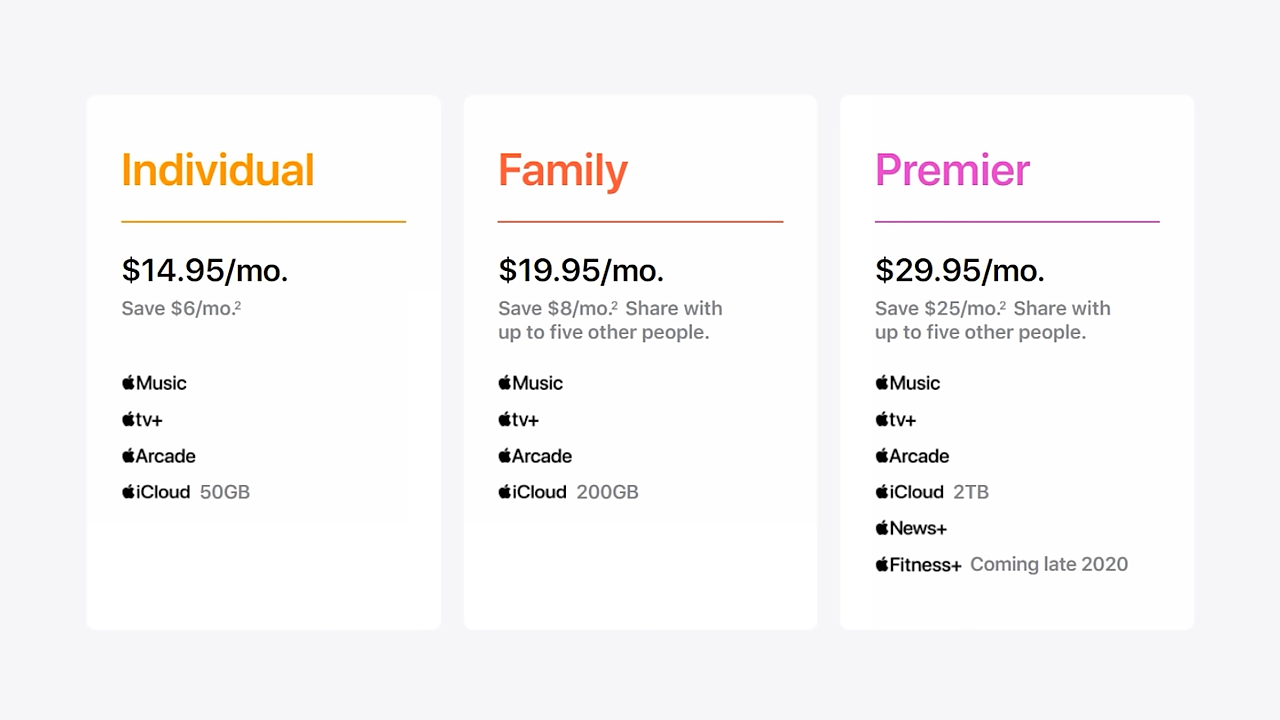 Individual
$14.95/mo.
Save $6/mo.²
Music
tv+
Arcade
iCloud 50GB
Family
$19.95/mo.
Save $8/mo.² Share with
up to five other people.
Music
tv+
Arcade
iCloud 200GB
Premier
$29.95/mo.
Save $25/mo.² Share with
up to five other people.
Music
tv+
Arcade
iCloud 2TB
News+
Fitness+ Coming late 2020